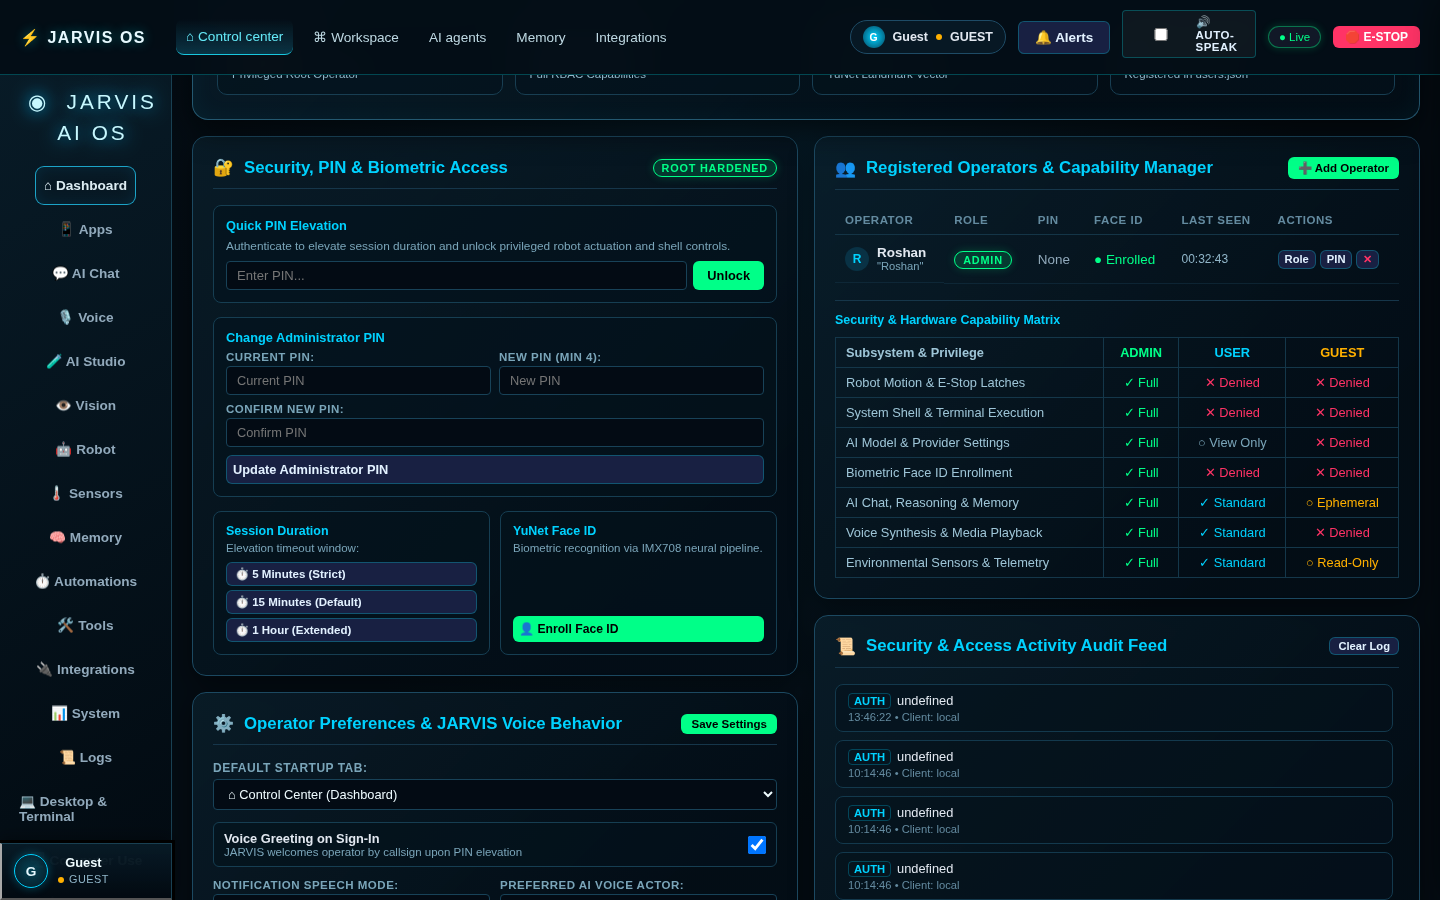 ⚡ JARVIS OS
⌂ Control center
⌘ Workspace
AI agents
Memory
Integrations
G Guest ● GUEST
🔔 Alerts
🔊 AUTO-SPEAK
● Live
🛑 E-STOP
◉ JARVIS
AI OS
⌂ Dashboard
📱 Apps
💬 AI Chat
🎙️ Voice
🧪 AI Studio
👁️ Vision
🤖 Robot
🌡️ Sensors
🧠 Memory
⏱️ Automations
🛠️ Tools
🔌 Integrations
📊 System
📜 Logs
💻 Desktop &
Terminal
G Guest
● GUEST
Privileged Root Operator
Full RBAC Capabilities
YuNet Landmark Vector
Registered in users.json
🔐 Security, PIN & Biometric Access
ROOT HARDENED
Quick PIN Elevation
Authenticate to elevate session duration and unlock privileged robot actuation and shell controls.
Enter PIN...
Unlock
Change Administrator PIN
CURRENT PIN:
NEW PIN (MIN 4):
Current PIN
New PIN
CONFIRM NEW PIN:
Confirm PIN
Update Administrator PIN
Session Duration
Elevation timeout window:
⏱️ 5 Minutes (Strict)
⏱️ 15 Minutes (Default)
⏱️ 1 Hour (Extended)
YuNet Face ID
Biometric recognition via IMX708 neural pipeline.
👤 Enroll Face ID
⚙️ Operator Preferences & JARVIS Voice Behavior
Save Settings
DEFAULT STARTUP TAB:
⌂ Control Center (Dashboard)
Voice Greeting on Sign-In
JARVIS welcomes operator by callsign upon PIN elevation
NOTIFICATION SPEECH MODE:
PREFERRED AI VOICE ACTOR:
👥 Registered Operators & Capability Manager
➕ Add Operator
OPERATOR ROLE PIN FACE ID LAST SEEN ACTIONS
R Roshan
"Roshan"
ADMIN None ● Enrolled 00:32:43 Role PIN ✕
Security & Hardware Capability Matrix
Subsystem & Privilege ADMIN USER GUEST
Robot Motion & E-Stop Latches ✓ Full ✕ Denied ✕ Denied
System Shell & Terminal Execution ✓ Full ✕ Denied ✕ Denied
AI Model & Provider Settings ✓ Full ○ View Only ✕ Denied
Biometric Face ID Enrollment ✓ Full ✕ Denied ✕ Denied
AI Chat, Reasoning & Memory ✓ Full ✓ Standard ○ Ephemeral
Voice Synthesis & Media Playback ✓ Full ✓ Standard ✕ Denied
Environmental Sensors & Telemetry ✓ Full ✓ Standard ○ Read-Only
📜 Security & Access Activity Audit Feed
Clear Log
AUTH undefined
13:46:22 • Client: local
AUTH undefined
10:14:46 • Client: local
AUTH undefined
10:14:46 • Client: local
AUTH undefined
10:14:46 • Client: local